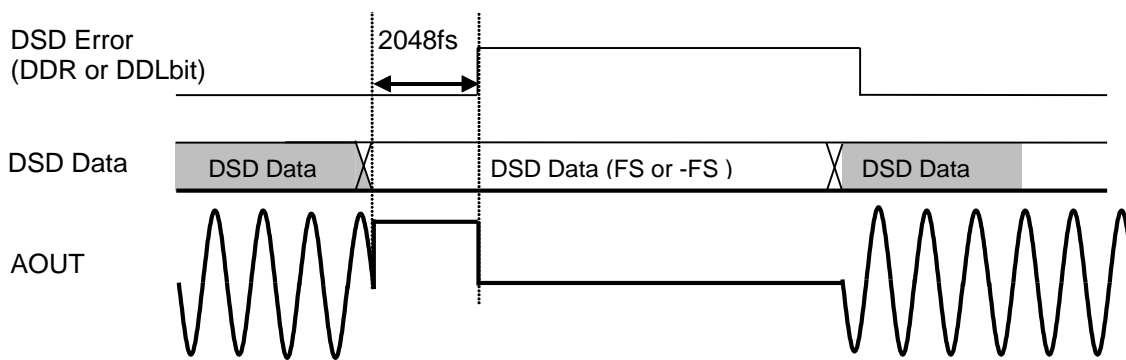 DSD Error
(DDR or DDLbit)
2048fs
DSD Data
DSD Data
DSD Data (FS or -FS )
DSD Data
AOUT